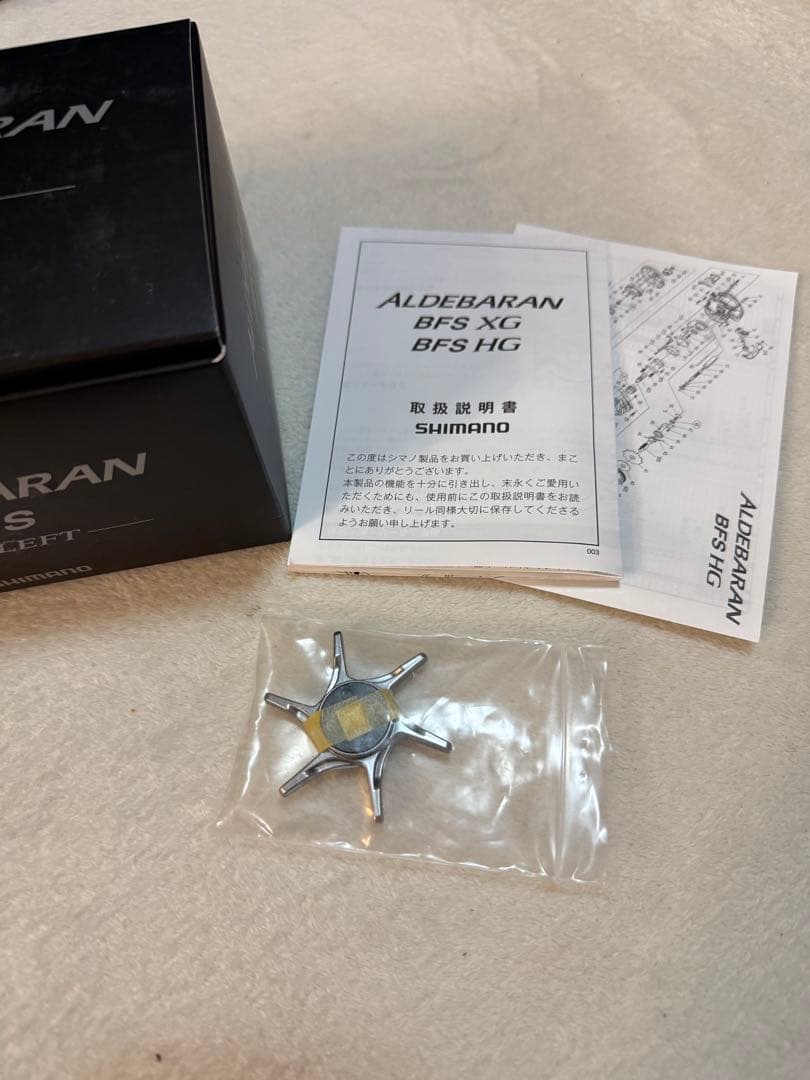 RAN
BARAN
S
LEFT
SHIMANO
ALDEBARAN
BFS XG
BFS HG
取扱説明書
SHIMANO
この度はシマノ製品をお買い上げいただき、まこ
とにありがとうございます。
本製品の機能を十分に引き出し、末永くご愛用い
ただくためにも、使用前にこの取扱説明書をお読
みいただき、リール同様大切に保存してくださる
ようお願い申し上げます。
003
ALDEBARAN
BFS HG